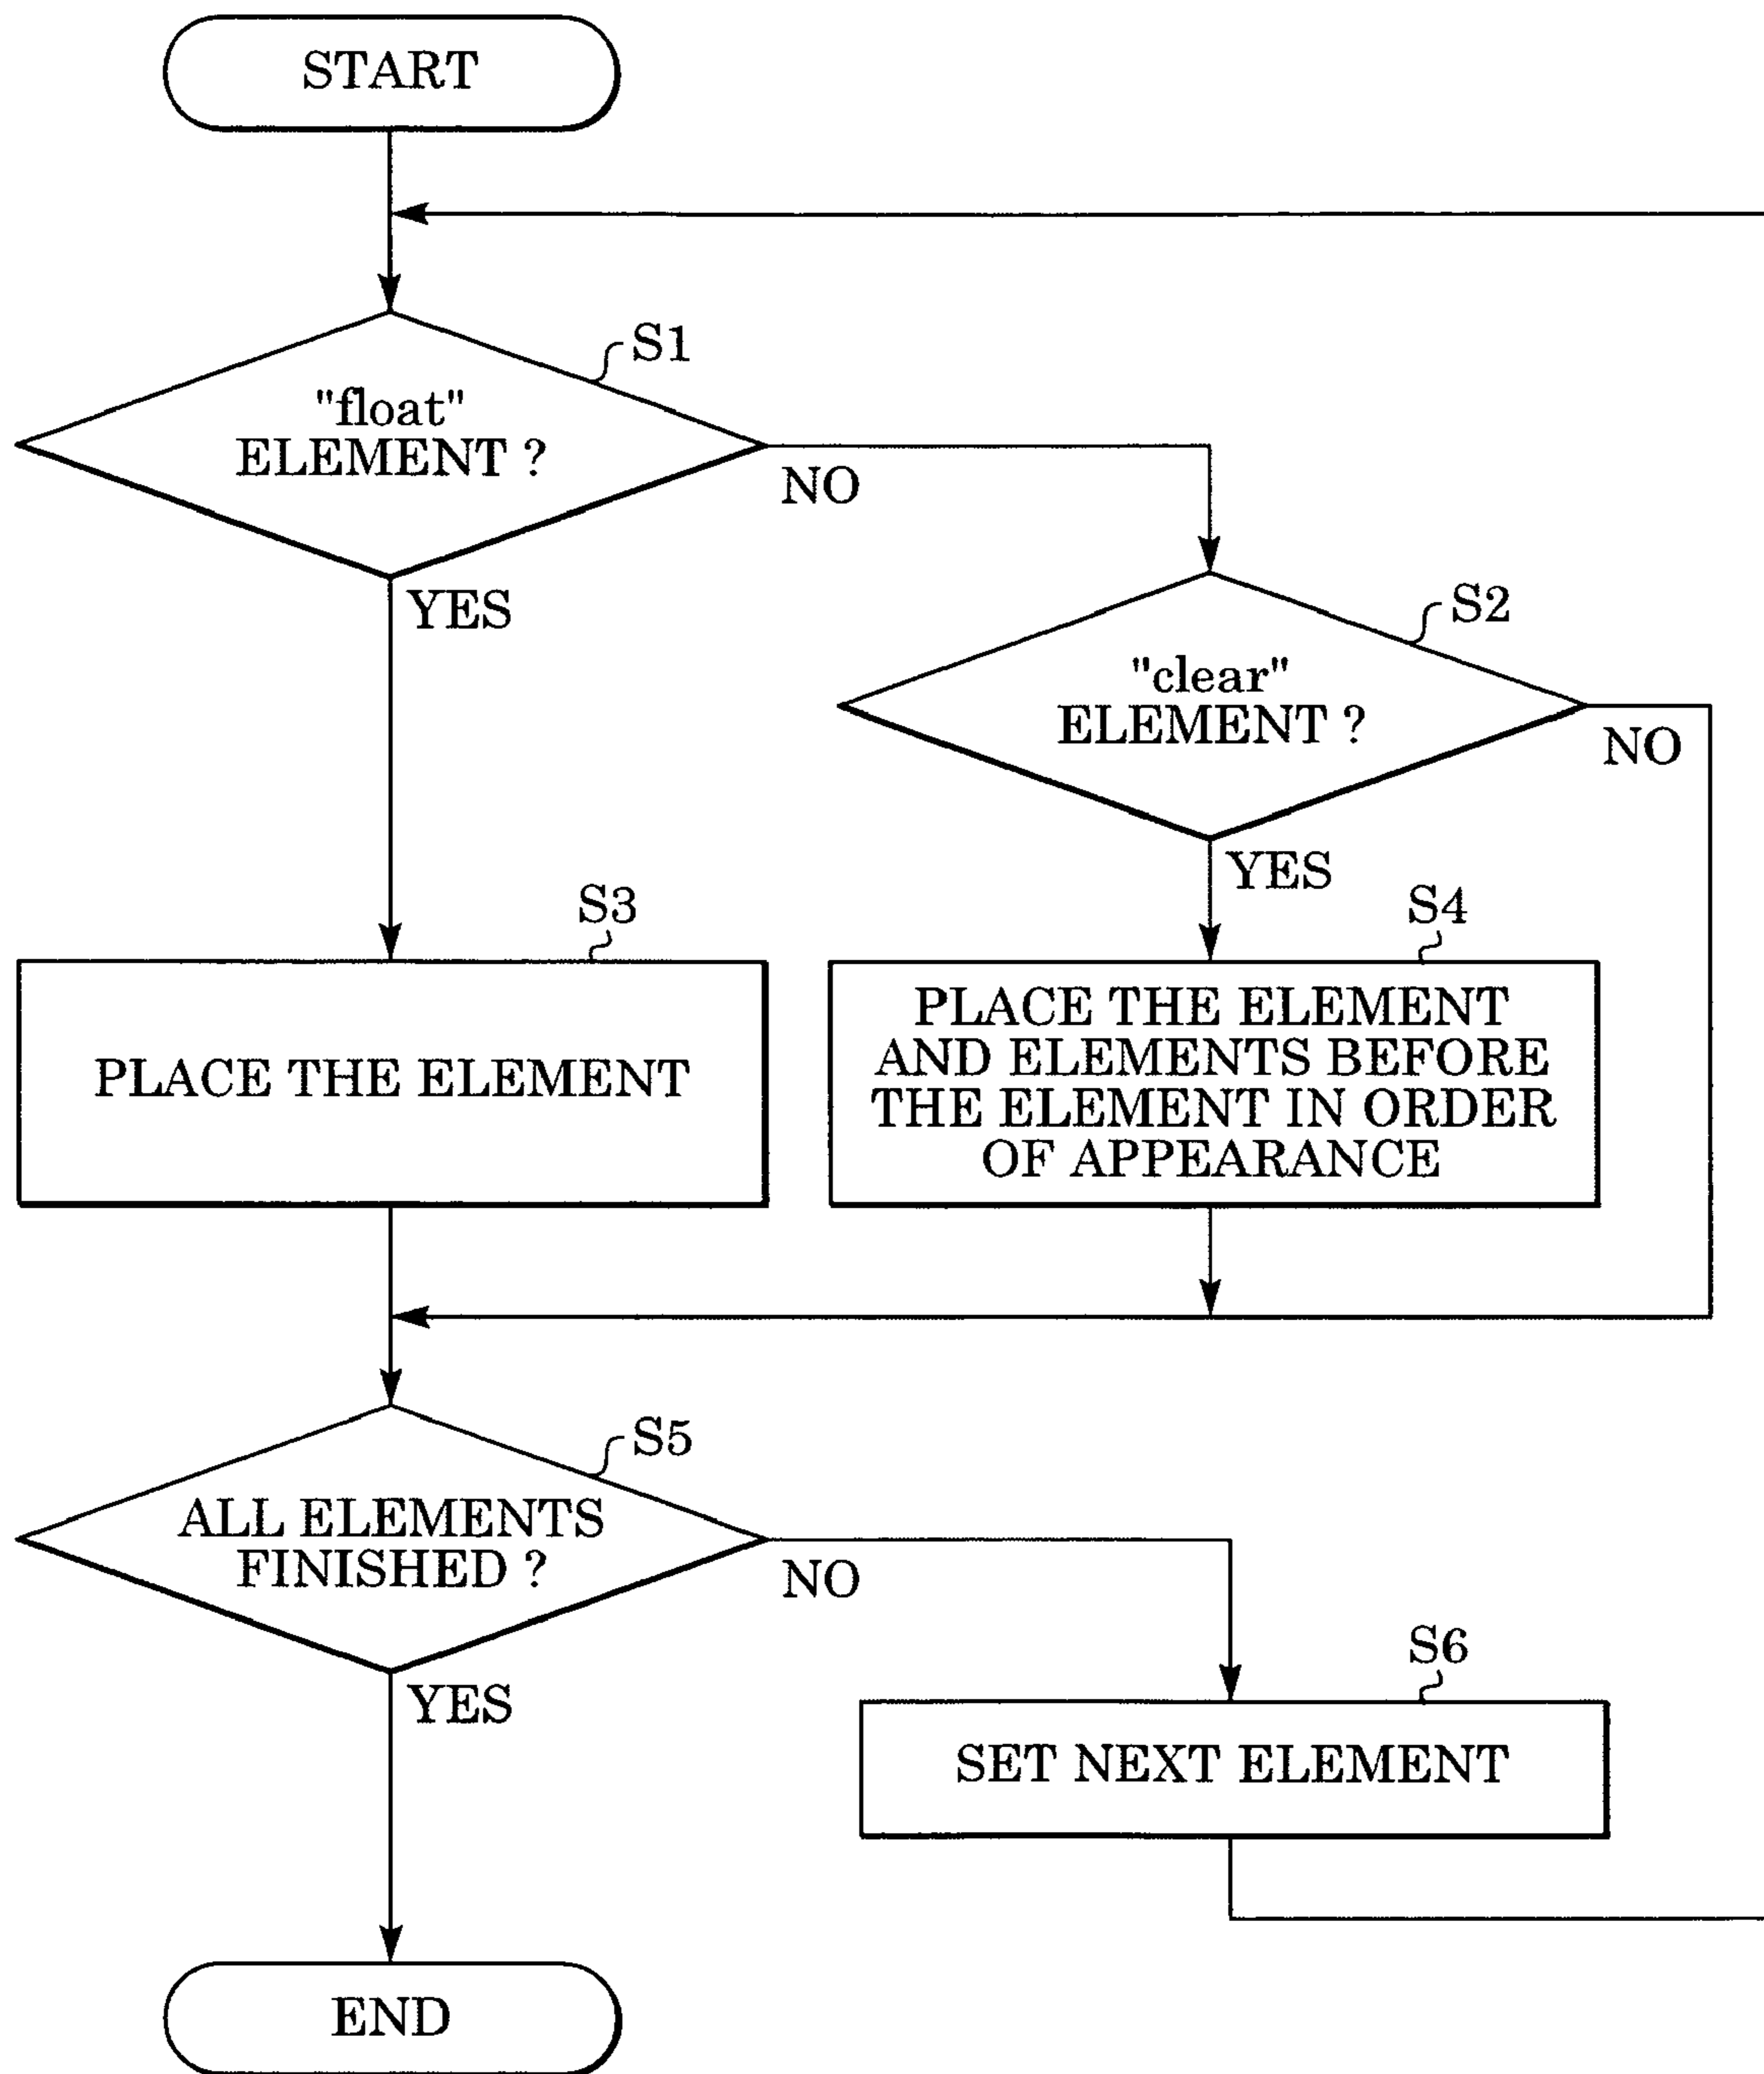 START
S1
"float"
ELEMENT ?
NO
YES
S2
"clear"
ELEMENT ?
NO
YES
S3
PLACE THE ELEMENT
S4
PLACE THE ELEMENT
AND ELEMENTS BEFORE
THE ELEMENT IN ORDER
OF APPEARANCE
S5
ALL ELEMENTS
FINISHED ?
NO
YES
S6
SET NEXT ELEMENT
END